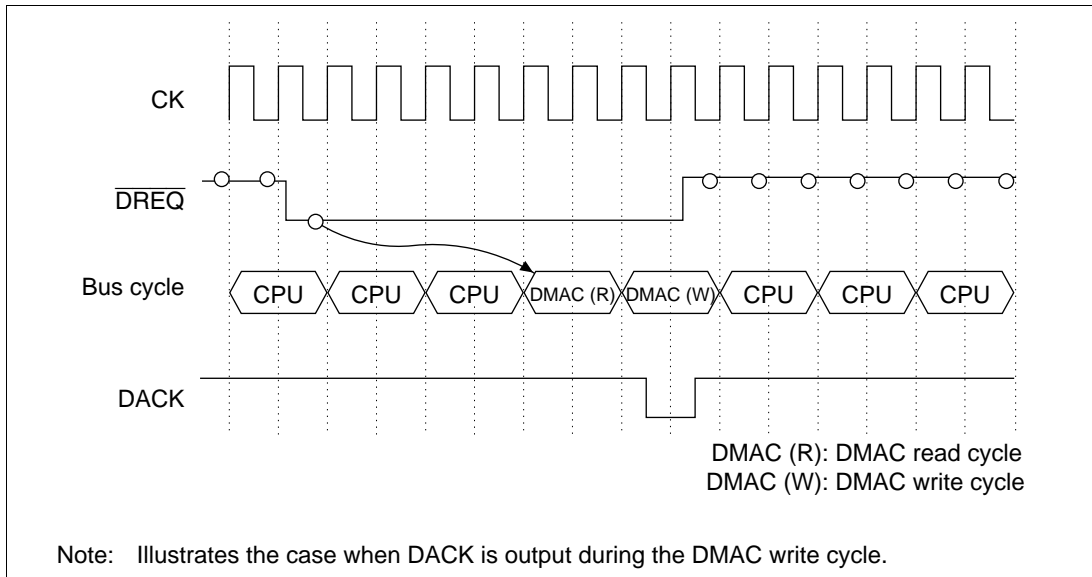 CK
DREQ
Bus cycle CPU CPU CPU DMAC (R) DMAC (W) CPU CPU CPU
DACK
DMAC (R): DMAC read cycle
DMAC (W): DMAC write cycle
Note: Illustrates the case when DACK is output during the DMAC write cycle.